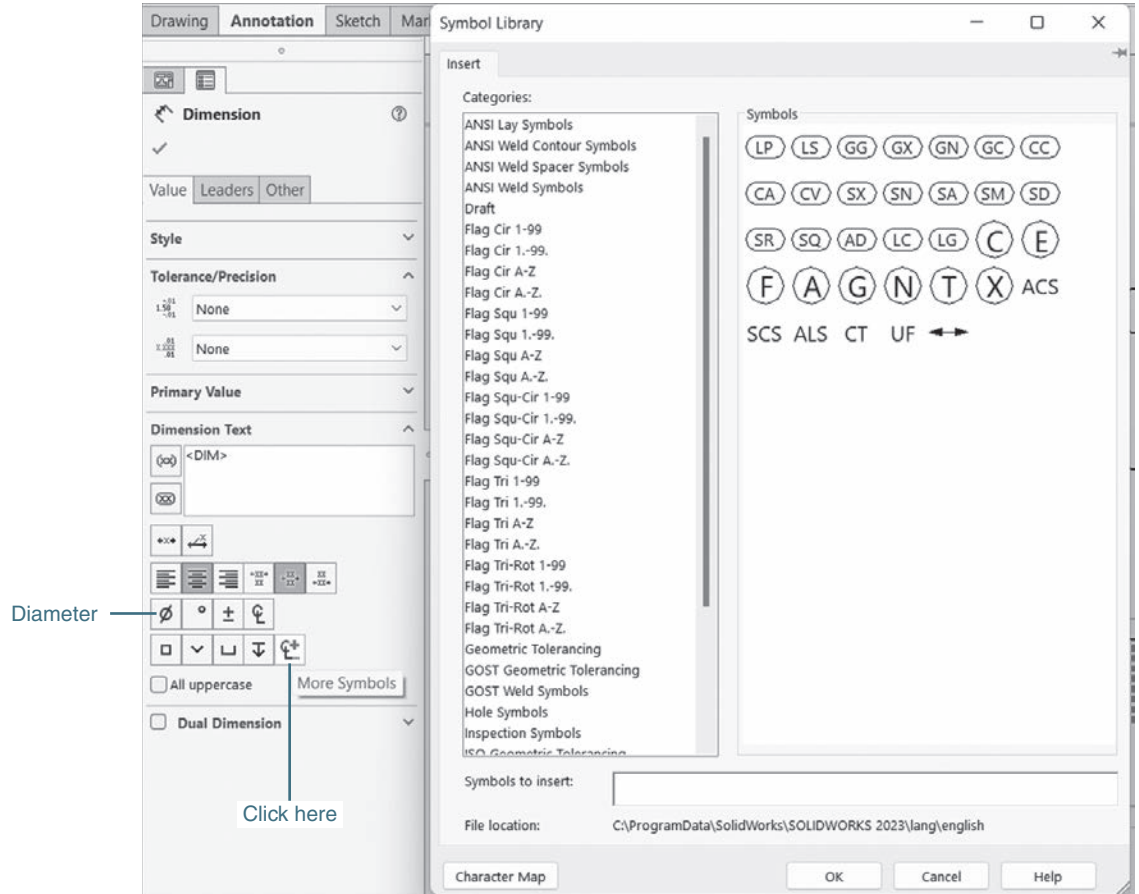 Drawing Annotation Sketch Mar
Dimension
Value Leaders Other
Style
Tolerance/Precision
None
None
Primary Value
Dimension Text
<DIM>
Diameter
All uppercase
More Symbols
Dual Dimension
Click here
Symbol Library
Insert
Categories:
ANSI Lay Symbols
ANSI Weld Contour Symbols
ANSI Weld Spacer Symbols
ANSI Weld Symbols
Draft
Flag Cir 1-99
Flag Cir 1.-99.
Flag Cir A-Z
Flag Cir A.-Z.
Flag Squ 1-99
Flag Squ 1.-99.
Flag Squ A-Z
Flag Squ A.-Z.
Flag Squ-Cir 1-99
Flag Squ-Cir 1.-99.
Flag Squ-Cir A-Z
Flag Squ-Cir A.-Z.
Flag Tri 1-99
Flag Tri 1.-99.
Flag Tri A-Z
Flag Tri A.-Z.
Flag Tri-Rot 1-99
Flag Tri-Rot 1.-99.
Flag Tri-Rot A-Z
Flag Tri-Rot A.-Z.
Geometric Tolerancing
GOST Geometric Tolerancing
GOST Weld Symbols
Hole Symbols
Inspection Symbols
ISO Geometric Tolerancing
Symbols
LP LS GG GX GN GC CC
CA CV SX SN SA SM SD
SR SQ AD LC LG C E
F A G N T X ACS
SCS ALS CT UF
Symbols to insert:
File location: C:\ProgramData\SolidWorks\SOLIDWORKS 2023\lang\english
Character Map OK Cancel Help